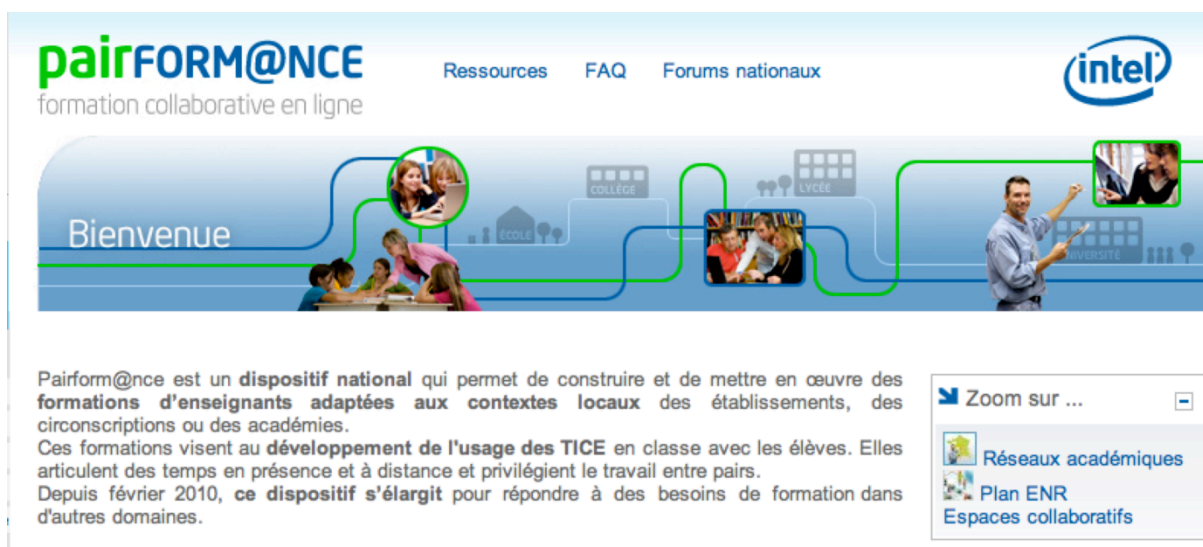 pairFORM@NCE
formation collaborative en ligne
Ressources FAQ Forums nationaux
intel
Bienvenue
ÉCOLE
COLLÈGE
LYCÉE
NIVERSITÉ
Pairform@nce est un dispositif national qui permet de construire et de mettre en œuvre des
formations d'enseignants adaptées aux contextes locaux des établissements, des
circonscriptions ou des académies.
Ces formations visent au développement de l'usage des TICE en classe avec les élèves. Elles
articulent des temps en présence et à distance et privilégient le travail entre pairs.
Depuis février 2010, ce dispositif s'élargit pour répondre à des besoins de formation dans
d'autres domaines.
Zoom sur ...
Réseaux académiques
Plan ENR
Espaces collaboratifs